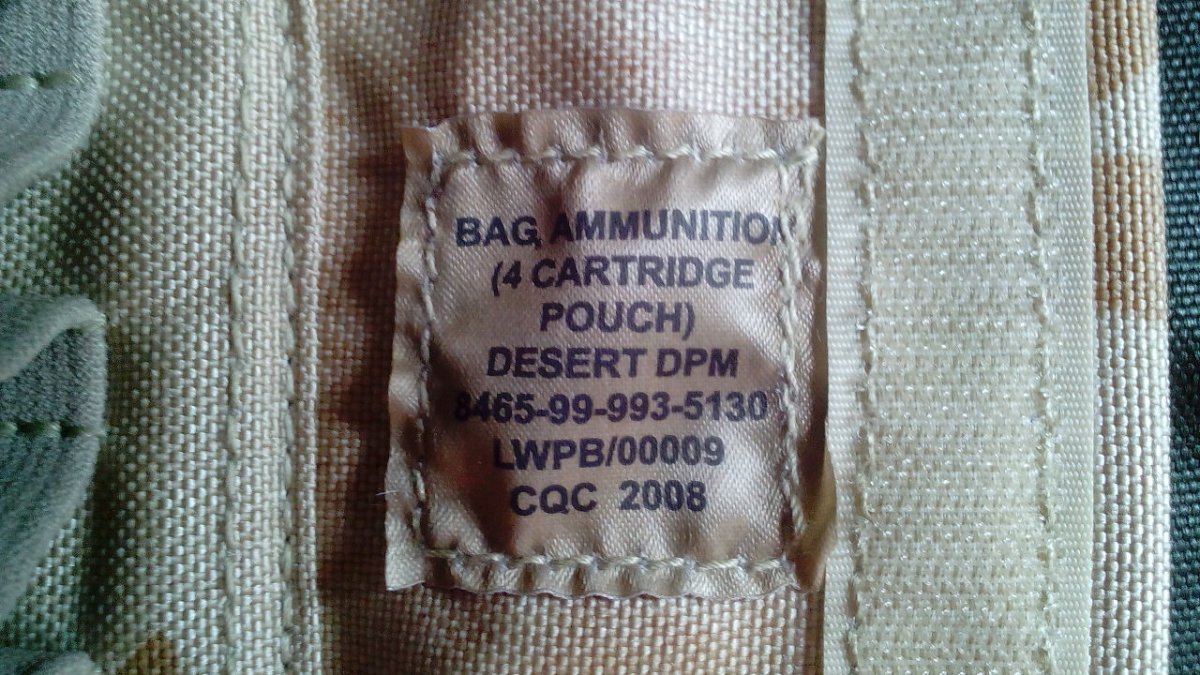 BAG, AMMUNITION
(4 CARTRIDGE
POUCH)
DESERT DPM
8465-99-993-5130
LWPB/00009
CQC 2008